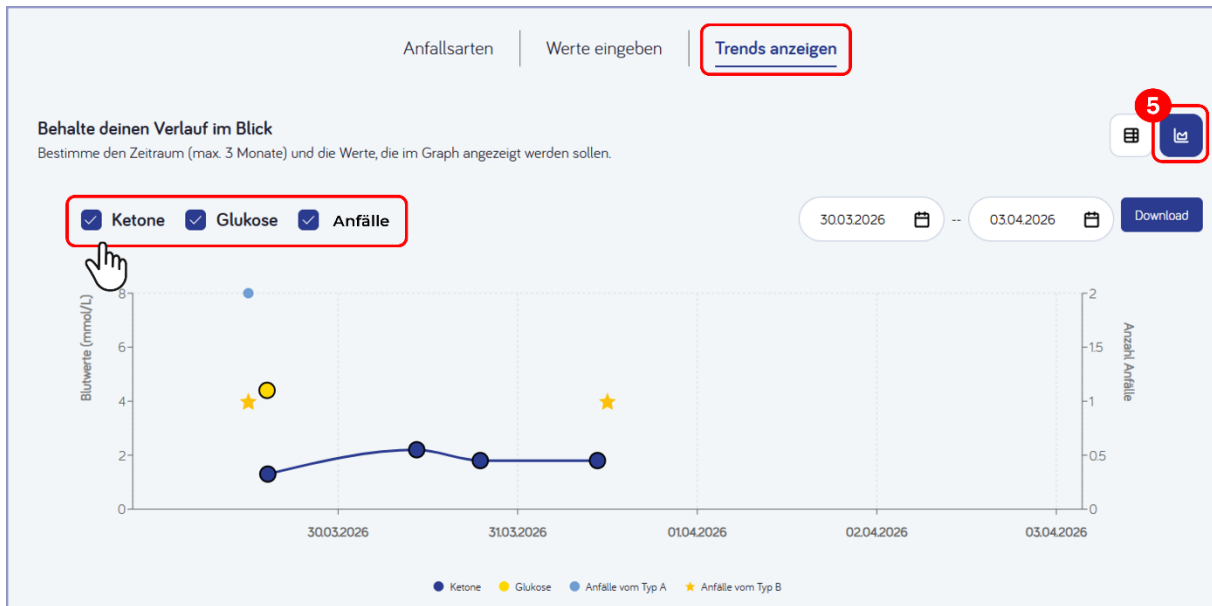 Anfallsarten
Werte eingeben
Trends anzeigen
5
Behalte deinen Verlauf im Blick
Bestimme den Zeitraum (max. 3 Monate) und die Werte, die im Graph angezeigt werden sollen.
Ketone
Glukose
Anfälle
30.03.2026
--
03.04.2026
Download
Blutwerte (mmol/L)
8
6
4
2
0
2
1.5
1
0.5
0
Anzahl Anfälle
30.03.2026
31.03.2026
01.04.2026
02.04.2026
03.04.2026
Ketone
Glukose
Anfälle vom Typ A
Anfälle vom Typ B